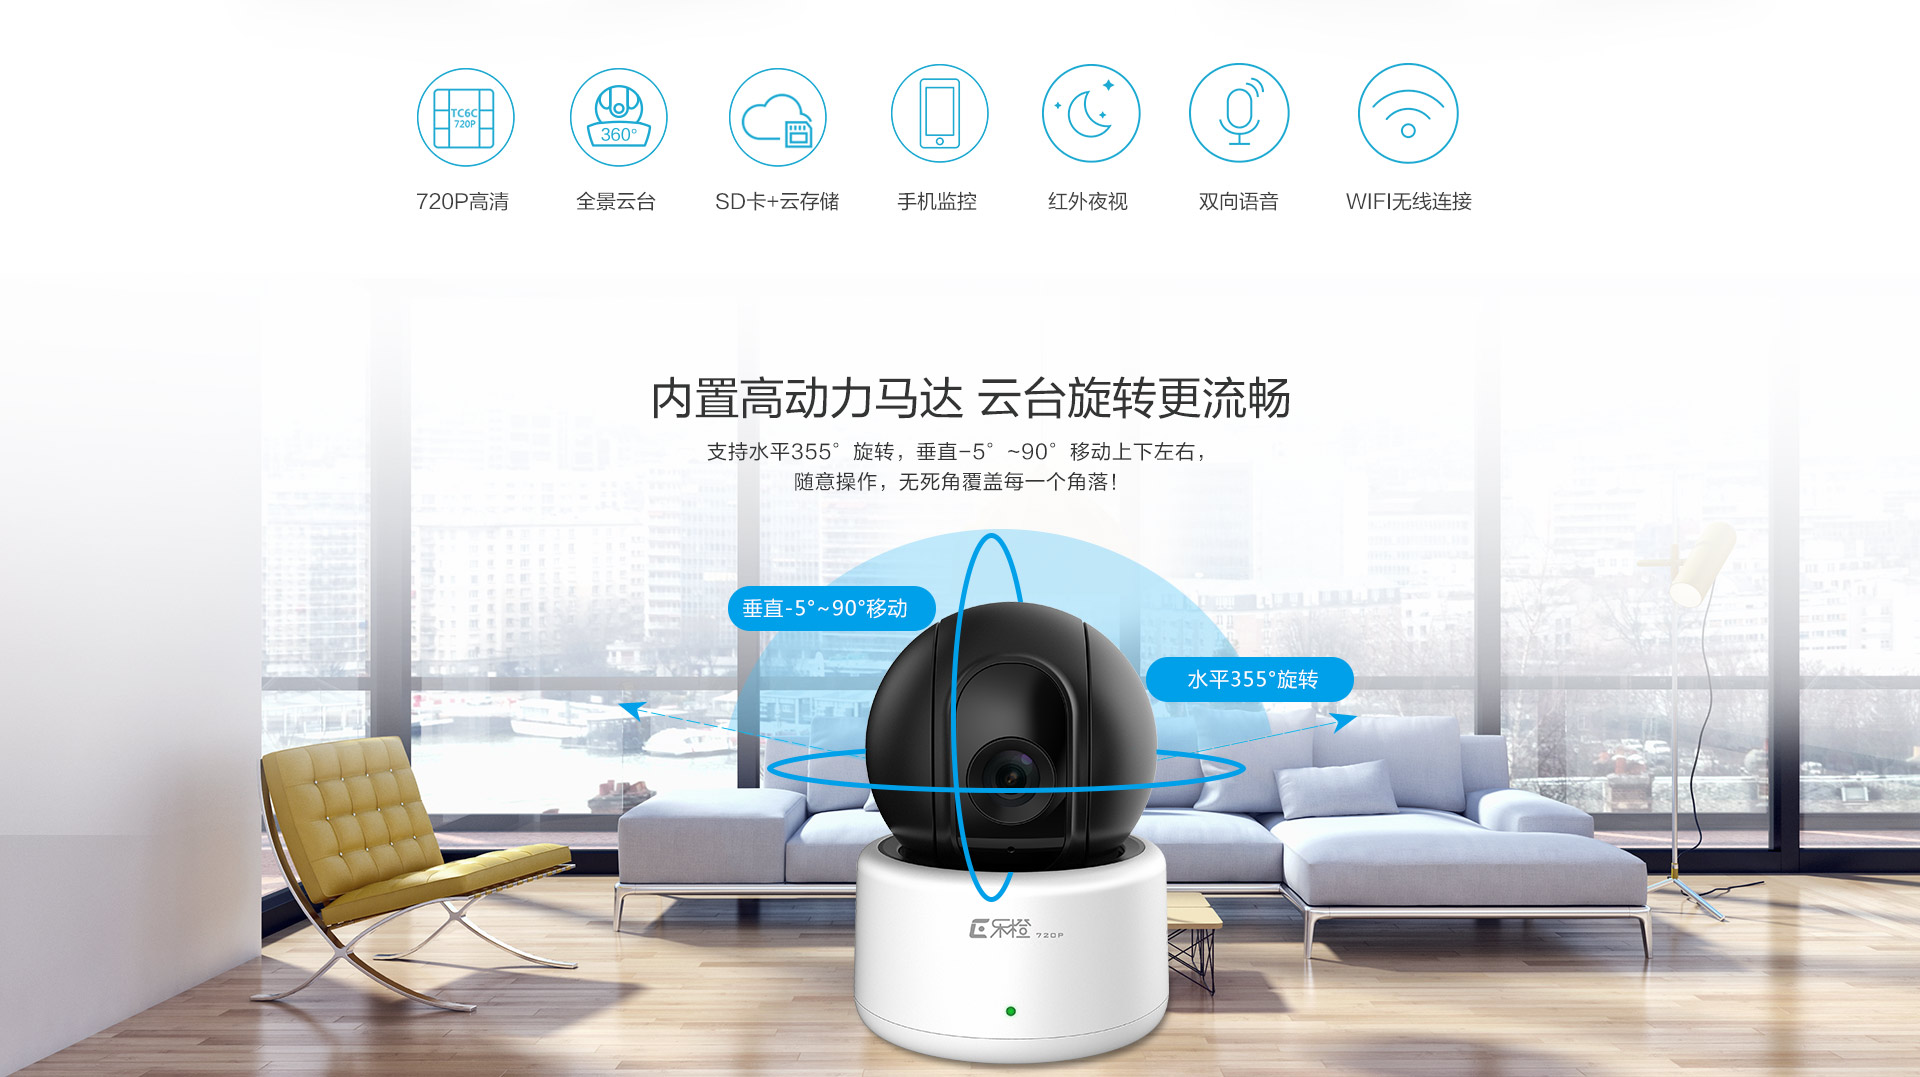 TC6C
720P
360°
720P高清
全景云台
SD卡+云存储
手机监控
红外夜视
双向语音
WIFI无线连接
内置高动力马达 云台旋转更流畅
支持水平355°旋转，垂直-5°~90°移动上下左右，
随意操作，无死角覆盖每一个角落！
垂直-5°~90°移动
水平355°旋转
乐橙 720P